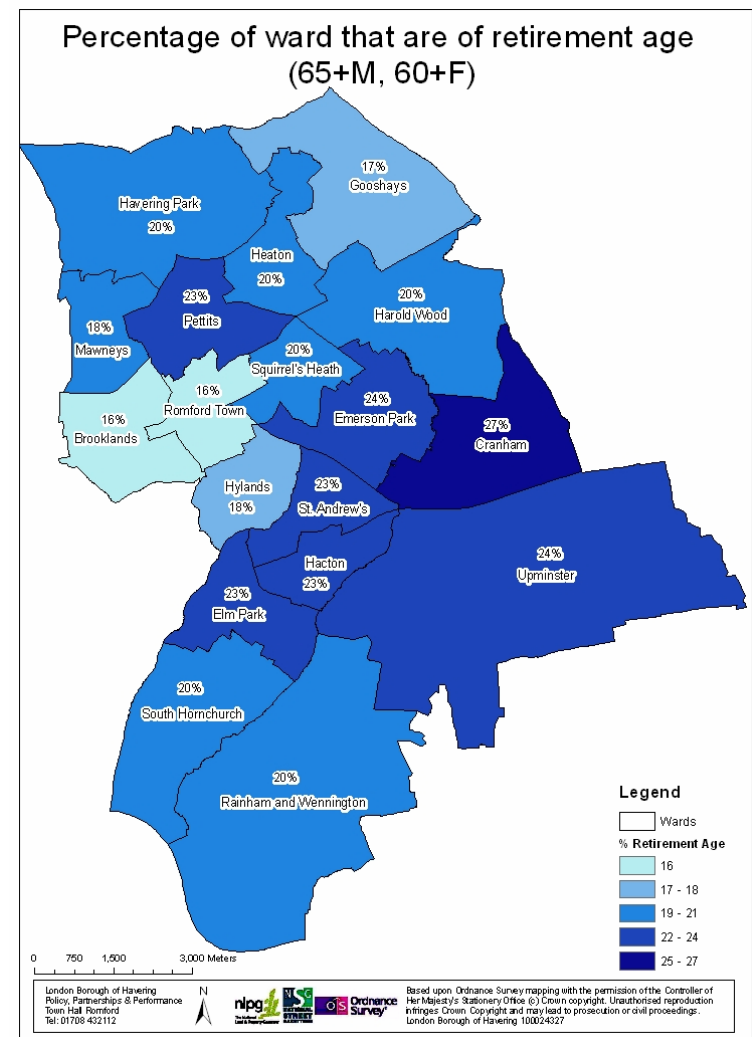 Percentage of ward that are of retirement age
(65+M, 60+F)
17%
Gooshays
Havering Park
20%
Heaton
20%
23%
Pettits
20%
Harold Wood
18%
Mawneys
20%
Squirrel's Heath
16%
Romford Town
24%
Emerson Park
16%
Brooklands
27%
Cranham
Hylands
18%
23%
St. Andrew's
Hacton
23%
24%
Upminster
23%
Elm Park
20%
South Hornchurch
20%
Rainham and Wennington
Legend
Wards
% Retirement Age
16
17 - 18
19 - 21
22 - 24
25 - 27
0 750 1,500 3,000 Meters
London Borough of Havering
Policy, Partnerships & Performance
Town Hall Romford
Tel: 01708 432112
N
nlpg
NSG
STREET
OS Ordnance
Survey
Based upon Ordnance Survey mapping with the permission of the Controller of
Her Majesty's Stationery Office (c) Crown copyright. Unauthorised reproduction
infringes Crown Copyright and may lead to prosecution or civil proceedings.
London Borough of Havering 100024327